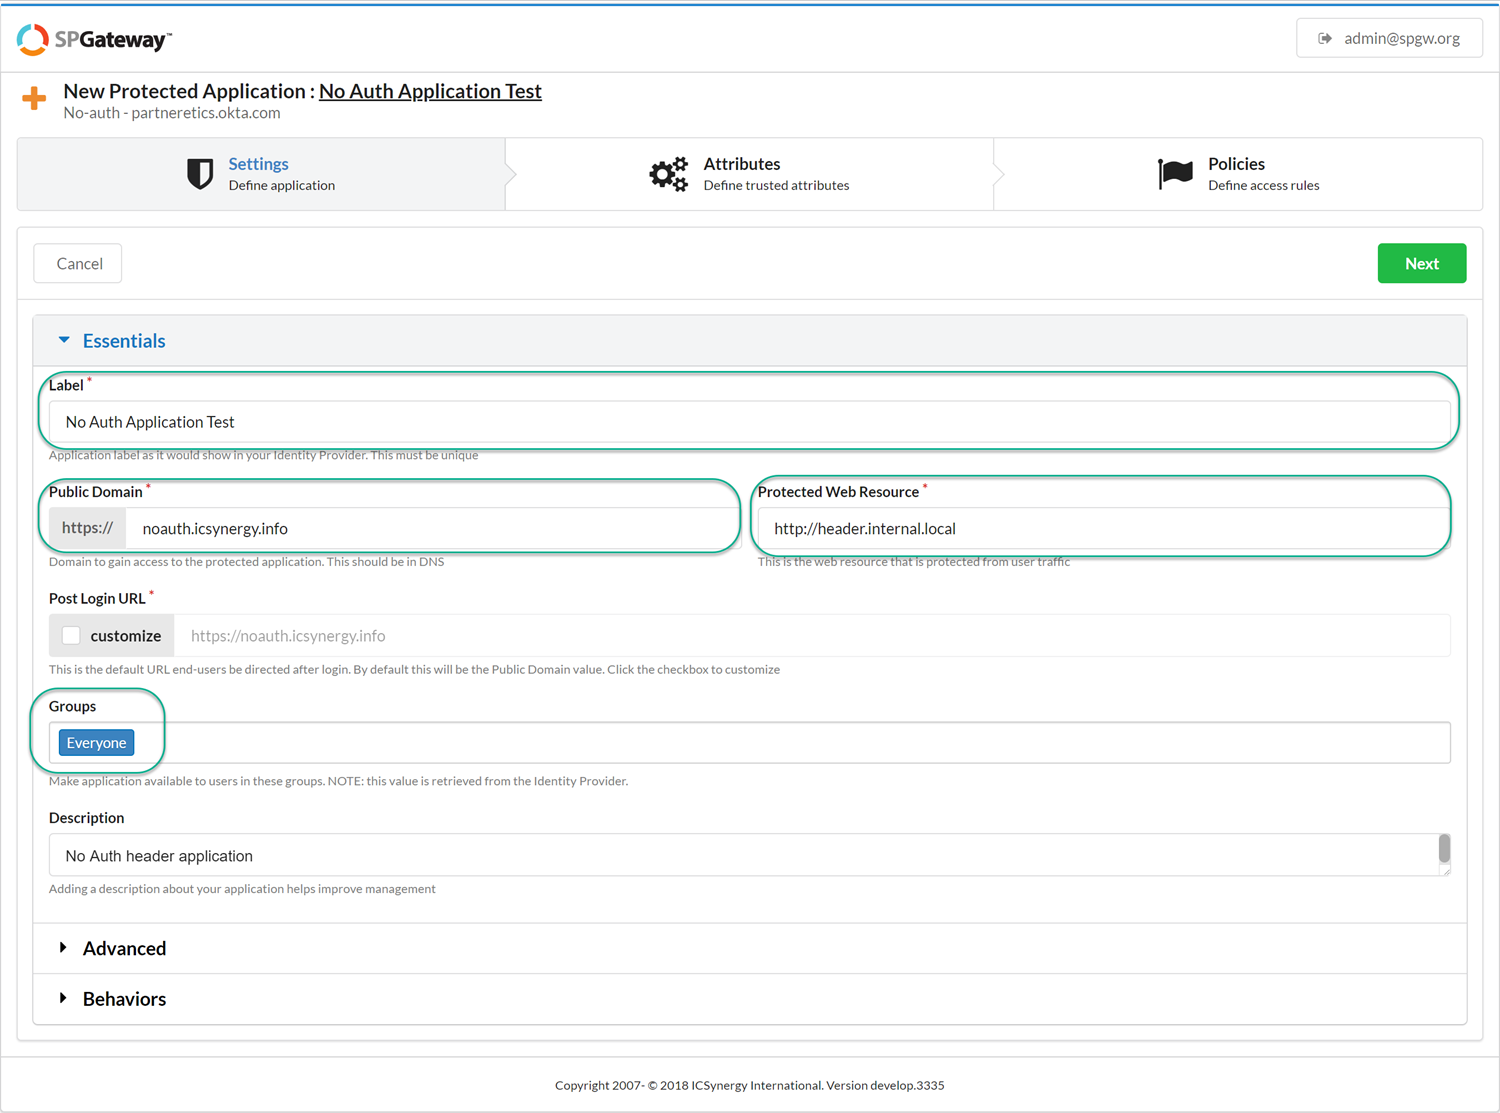 SPGateway™
admin@spgw.org
New Protected Application : No Auth Application Test
No-auth - partneretics.okta.com
Settings
Define application
Attributes
Define trusted attributes
Policies
Define access rules
Cancel
Next
Essentials
Label *
No Auth Application Test
Application label as it would show in your Identity Provider. This must be unique
Public Domain *
https:// noauth.icsynergy.info
Domain to gain access to the protected application. This should be in DNS
Protected Web Resource *
http://header.internal.local
This is the web resource that is protected from user traffic
Post Login URL *
customize https://noauth.icsynergy.info
This is the default URL end-users be directed after login. By default this will be the Public Domain value. Click the checkbox to customize
Groups
Everyone
Make application available to users in these groups. NOTE: this value is retrieved from the Identity Provider.
Description
No Auth header application
Adding a description about your application helps improve management
Advanced
Behaviors
Copyright 2007- © 2018 ICSynergy International. Version develop.3335